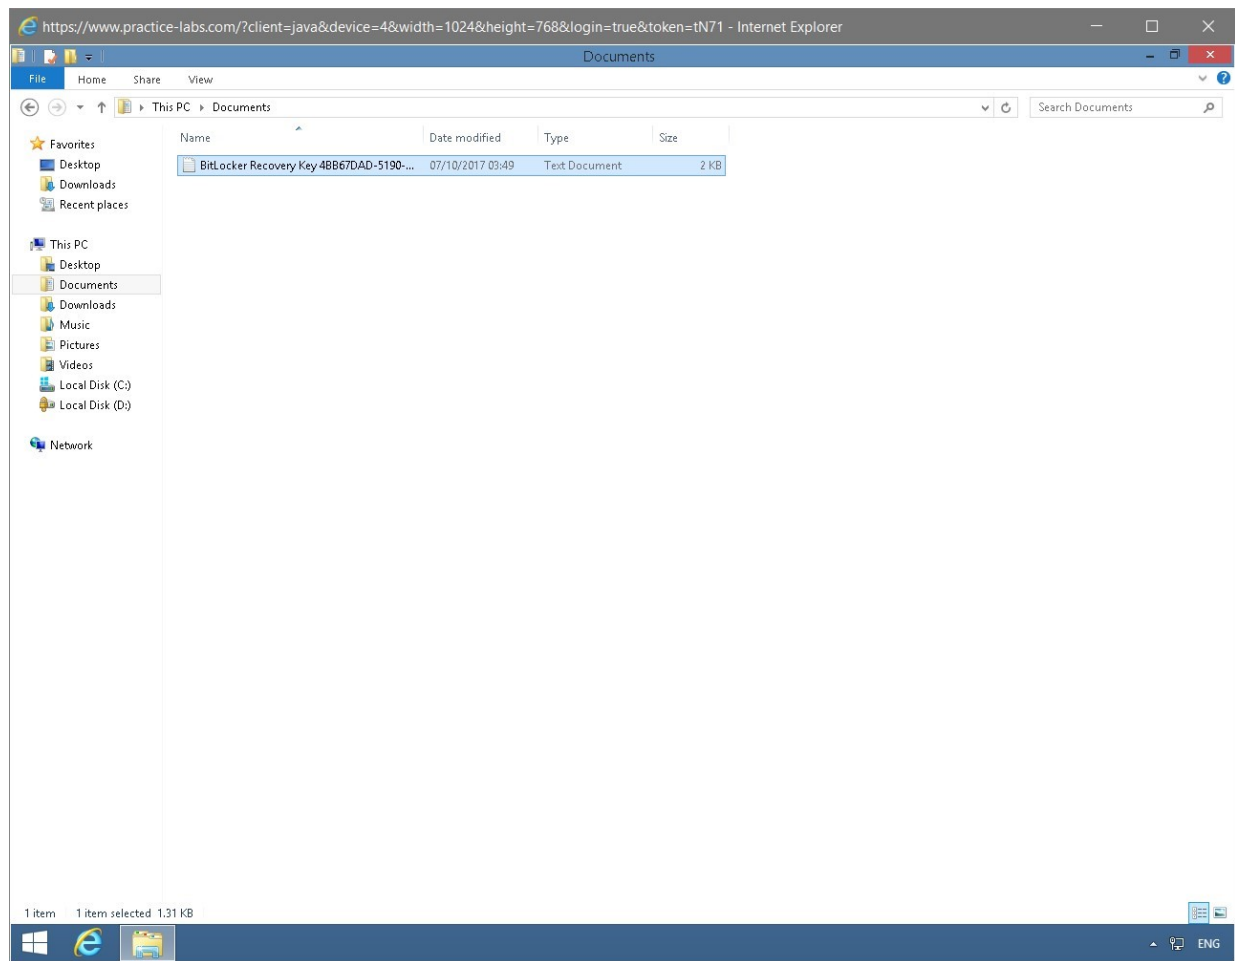 https://www.practice-labs.com/?client=java&device=4&width=1024&height=768&login=true&token=tN71 - Internet Explorer
Documents
File Home Share View
This PC Documents Search Documents
Name Date modified Type Size
BitLocker Recovery Key 4BB67DAD-5190-... 07/10/2017 03:49 Text Document 2 KB
Favorites
Desktop
Downloads
Recent places
This PC
Desktop
Documents
Downloads
Music
Pictures
Videos
Local Disk (C:)
Local Disk (D:)
Network
1 item 1 item selected 1.31 KB
ENG